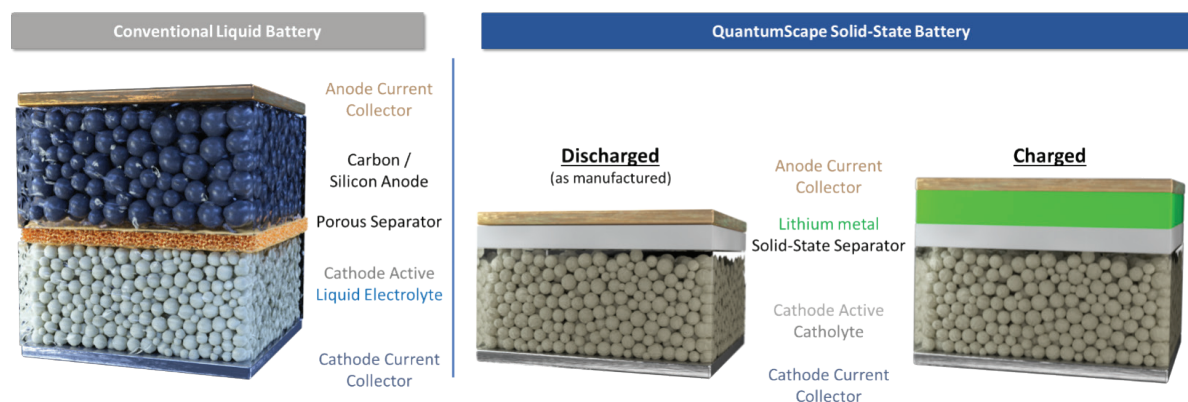 Conventional Liquid Battery
QuantumScape Solid-State Battery
Anode Current
Collector
Carbon /
Silicon Anode
Porous Separator
Cathode Active
Liquid Electrolyte
Cathode Current
Collector
Discharged
(as manufactured)
Anode Current
Collector
Lithium metal
Solid-State Separator
Cathode Active
Catholyte
Cathode Current
Collector
Charged